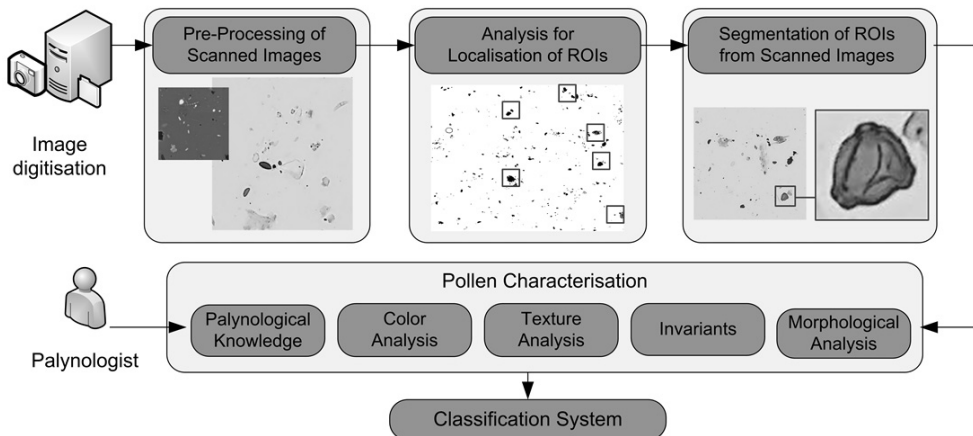 Image
digitisation
Pre-Processing of
Scanned Images
Analysis for
Localisation of ROIs
Segmentation of ROIs
from Scanned Images
Palynologist
Pollen Characterisation
Palynological
Knowledge
Color
Analysis
Texture
Analysis
Invariants
Morphological
Analysis
Classification System